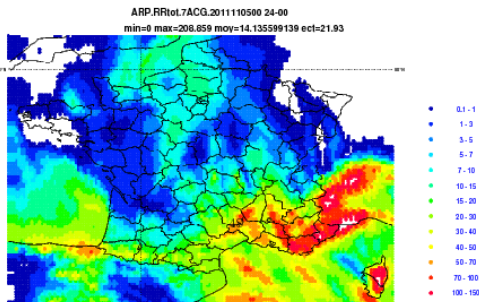 ARP.RRtot.7ACG.2011110500 24-00
min=0 max=208.859 moy=14.135599139 ect=21.93
0.1 - 1
1 - 3
3 - 5
5 - 7
7 - 10
10 - 15
15 - 20
20 - 30
30 - 40
40 - 50
50 - 70
70 - 100
100 - 150